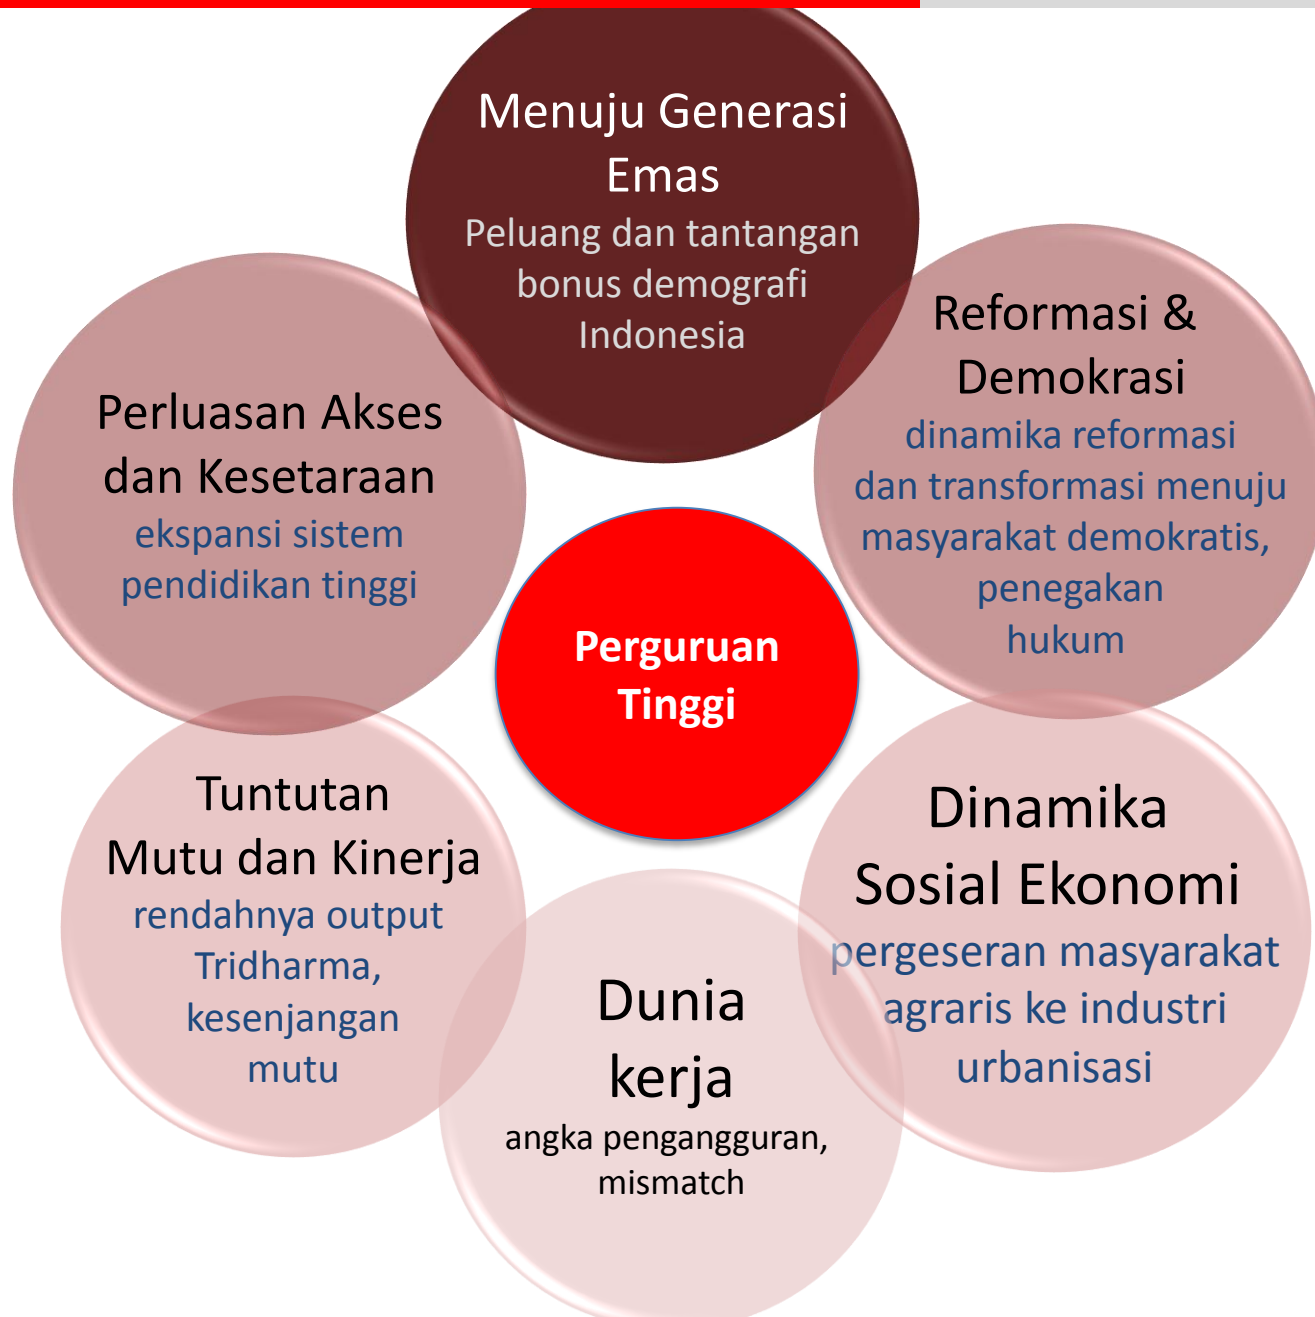 Menuju Generasi
Emas
Peluang dan tantangan
bonus demografi
Indonesia
Reformasi &
Demokrasi
dinamika reformasi
dan transformasi menuju
masyarakat demokratis,
penegakan
hukum
Perluasan Akses
dan Kesetaraan
ekspansi sistem
pendidikan tinggi
Perguruan
Tinggi
Tuntutan
Mutu dan Kinerja
rendahnya output
Tridharma,
kesenjangan
mutu
Dinamika
Sosial Ekonomi
pergeseran masyarakat
agraris ke industri
urbanisasi
Dunia
kerja
angka pengangguran,
mismatch